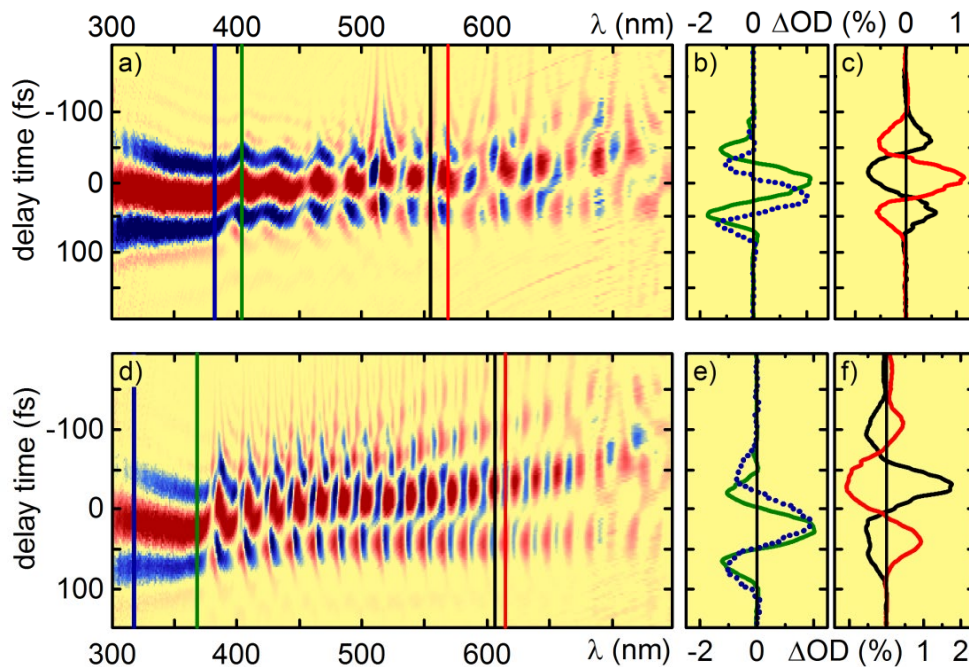 300 400 500 600 λ (nm) -2 0 ΔOD (%) 0 1
a) b) c)
delay time (fs)
-100
0
100
d) e) f)
delay time (fs)
-100
0
100
300 400 500 600 λ (nm) -2 0 ΔOD (%) 1 2